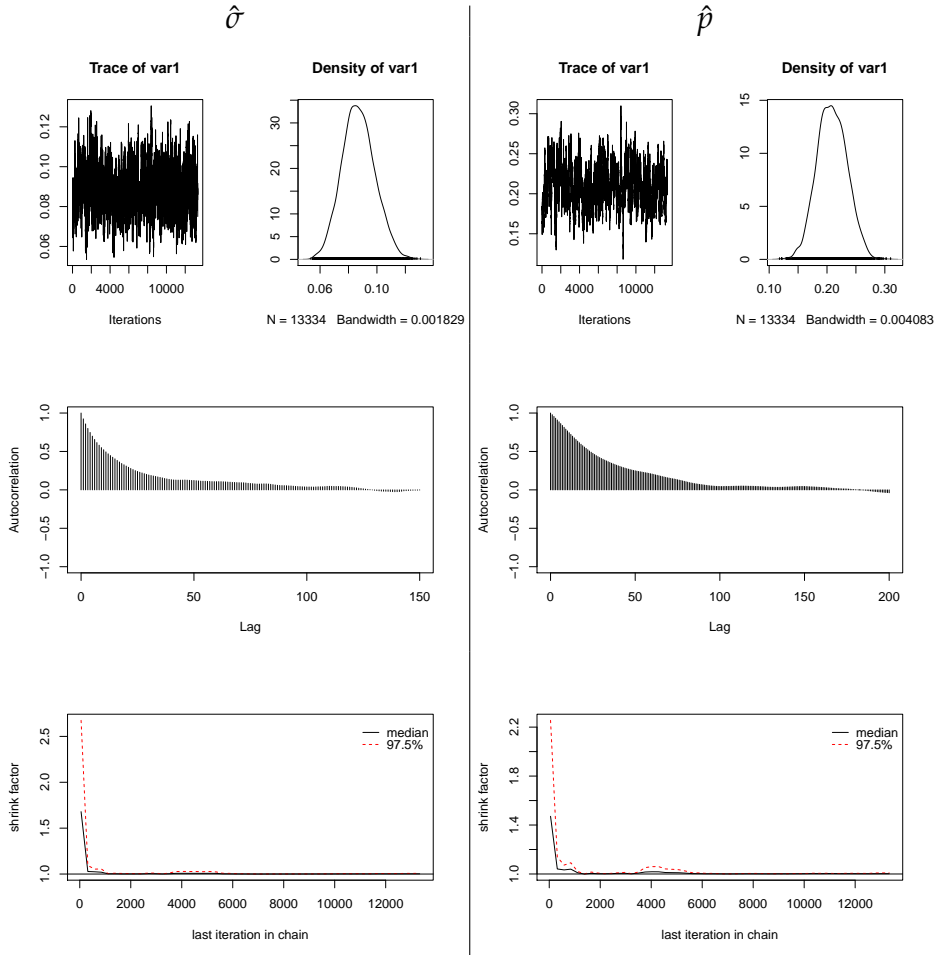 σ̂
p̂
Trace of var1
Density of var1
Trace of var1
Density of var1
0.06 0.08 0.10 0.12
0 4000 10000
Iterations
0 5 10 20 30
0.06 0.10
N = 13334 Bandwidth = 0.001829
0.15 0.20 0.25 0.30
0 4000 10000
Iterations
0 5 10 15
0.10 0.20 0.30
N = 13334 Bandwidth = 0.004083
Autocorrelation
−1.0 −0.5 0.0 0.5 1.0
0 50 100 150
Lag
Autocorrelation
−1.0 −0.5 0.0 0.5 1.0
0 50 100 150 200
Lag
shrink factor
1.0 1.5 2.0 2.5
median
97.5%
0 2000 4000 6000 8000 10000 12000
last iteration in chain
shrink factor
1.0 1.4 1.8 2.2
median
97.5%
0 2000 4000 6000 8000 10000 12000
last iteration in chain